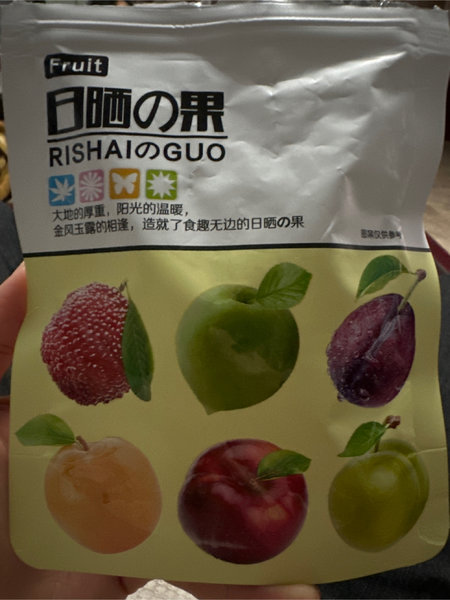 Fruit
日晒の果
RISHAIのGUO
大地的厚重，阳光的温暖，
金风玉露的相逢，造就了食趣无边的日晒の果
图案仅供参考